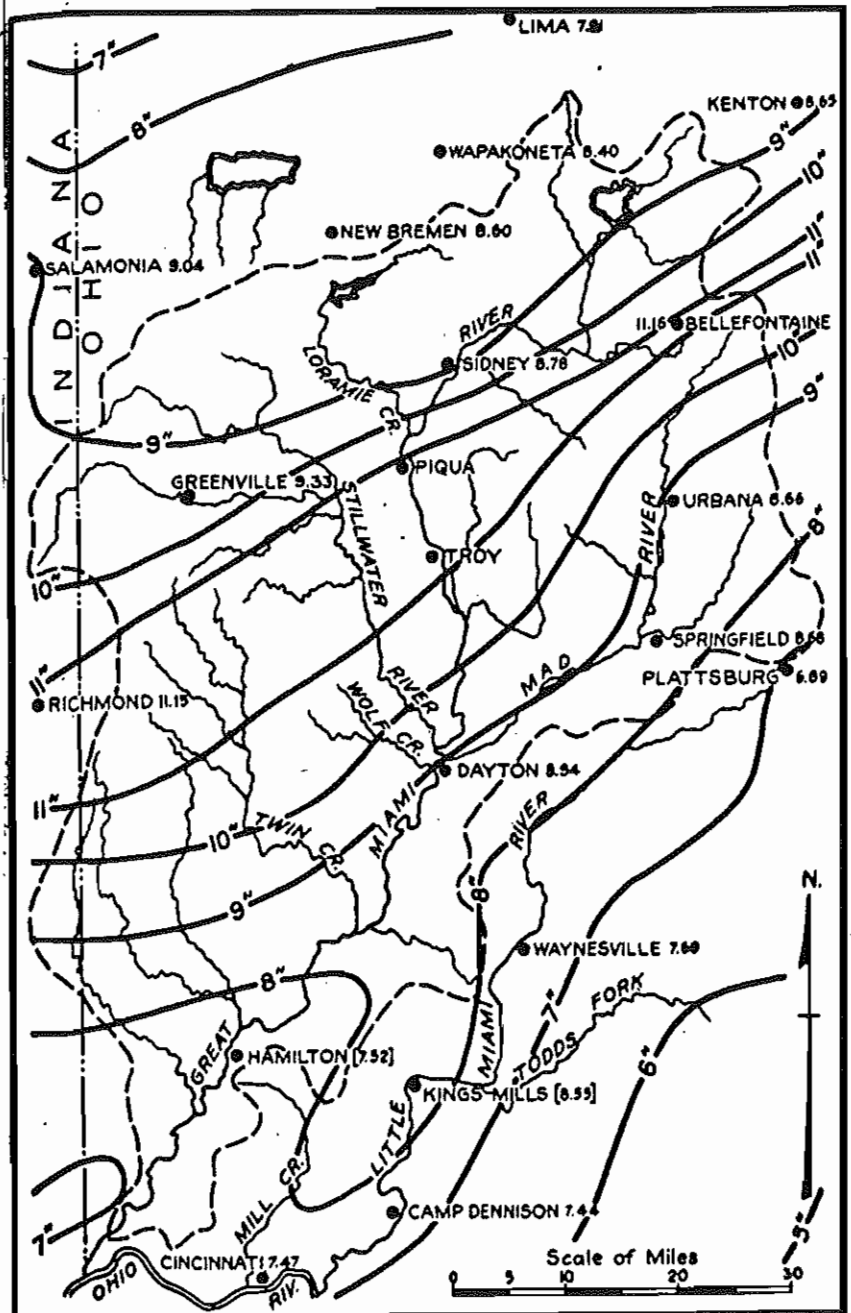 LIMA 7.81
7"
8"
KENTON 8.65
WAPAKONETA 8.40
9"
10"
INDIANA
OHIO
NEW BREMEN 8.60
11"
11"
SALAMONIA 9.04
RIVER
11.16 BELLEFONTAINE
10"
SIDNEY 8.78
LORAMIE CR.
9"
9"
PIQUA
GREENVILLE 9.33
STILLWATER
RIVER
URBANA 8.66
8"
TROY
RIVER
10"
SPRINGFIELD 8.68
MAD
PLATTSBURG 6.89
11"
RICHMOND 11.15
WOLF CR.
DAYTON 8.94
11"
MIAMI
10"
TWIN CR.
RIVER
N.
9"
8"
WAYNESVILLE 7.69
8"
7"
FORK
MIAMI
TODDS
6"
GREAT
HAMILTON [7.52]
KINGS MILLS [8.55]
LITTLE
MILL CR.
CAMP DENNISON 7.44
7"
5"
CINCINNATI 7.47
OHIO
RIV.
Scale of Miles
0 10 20 30